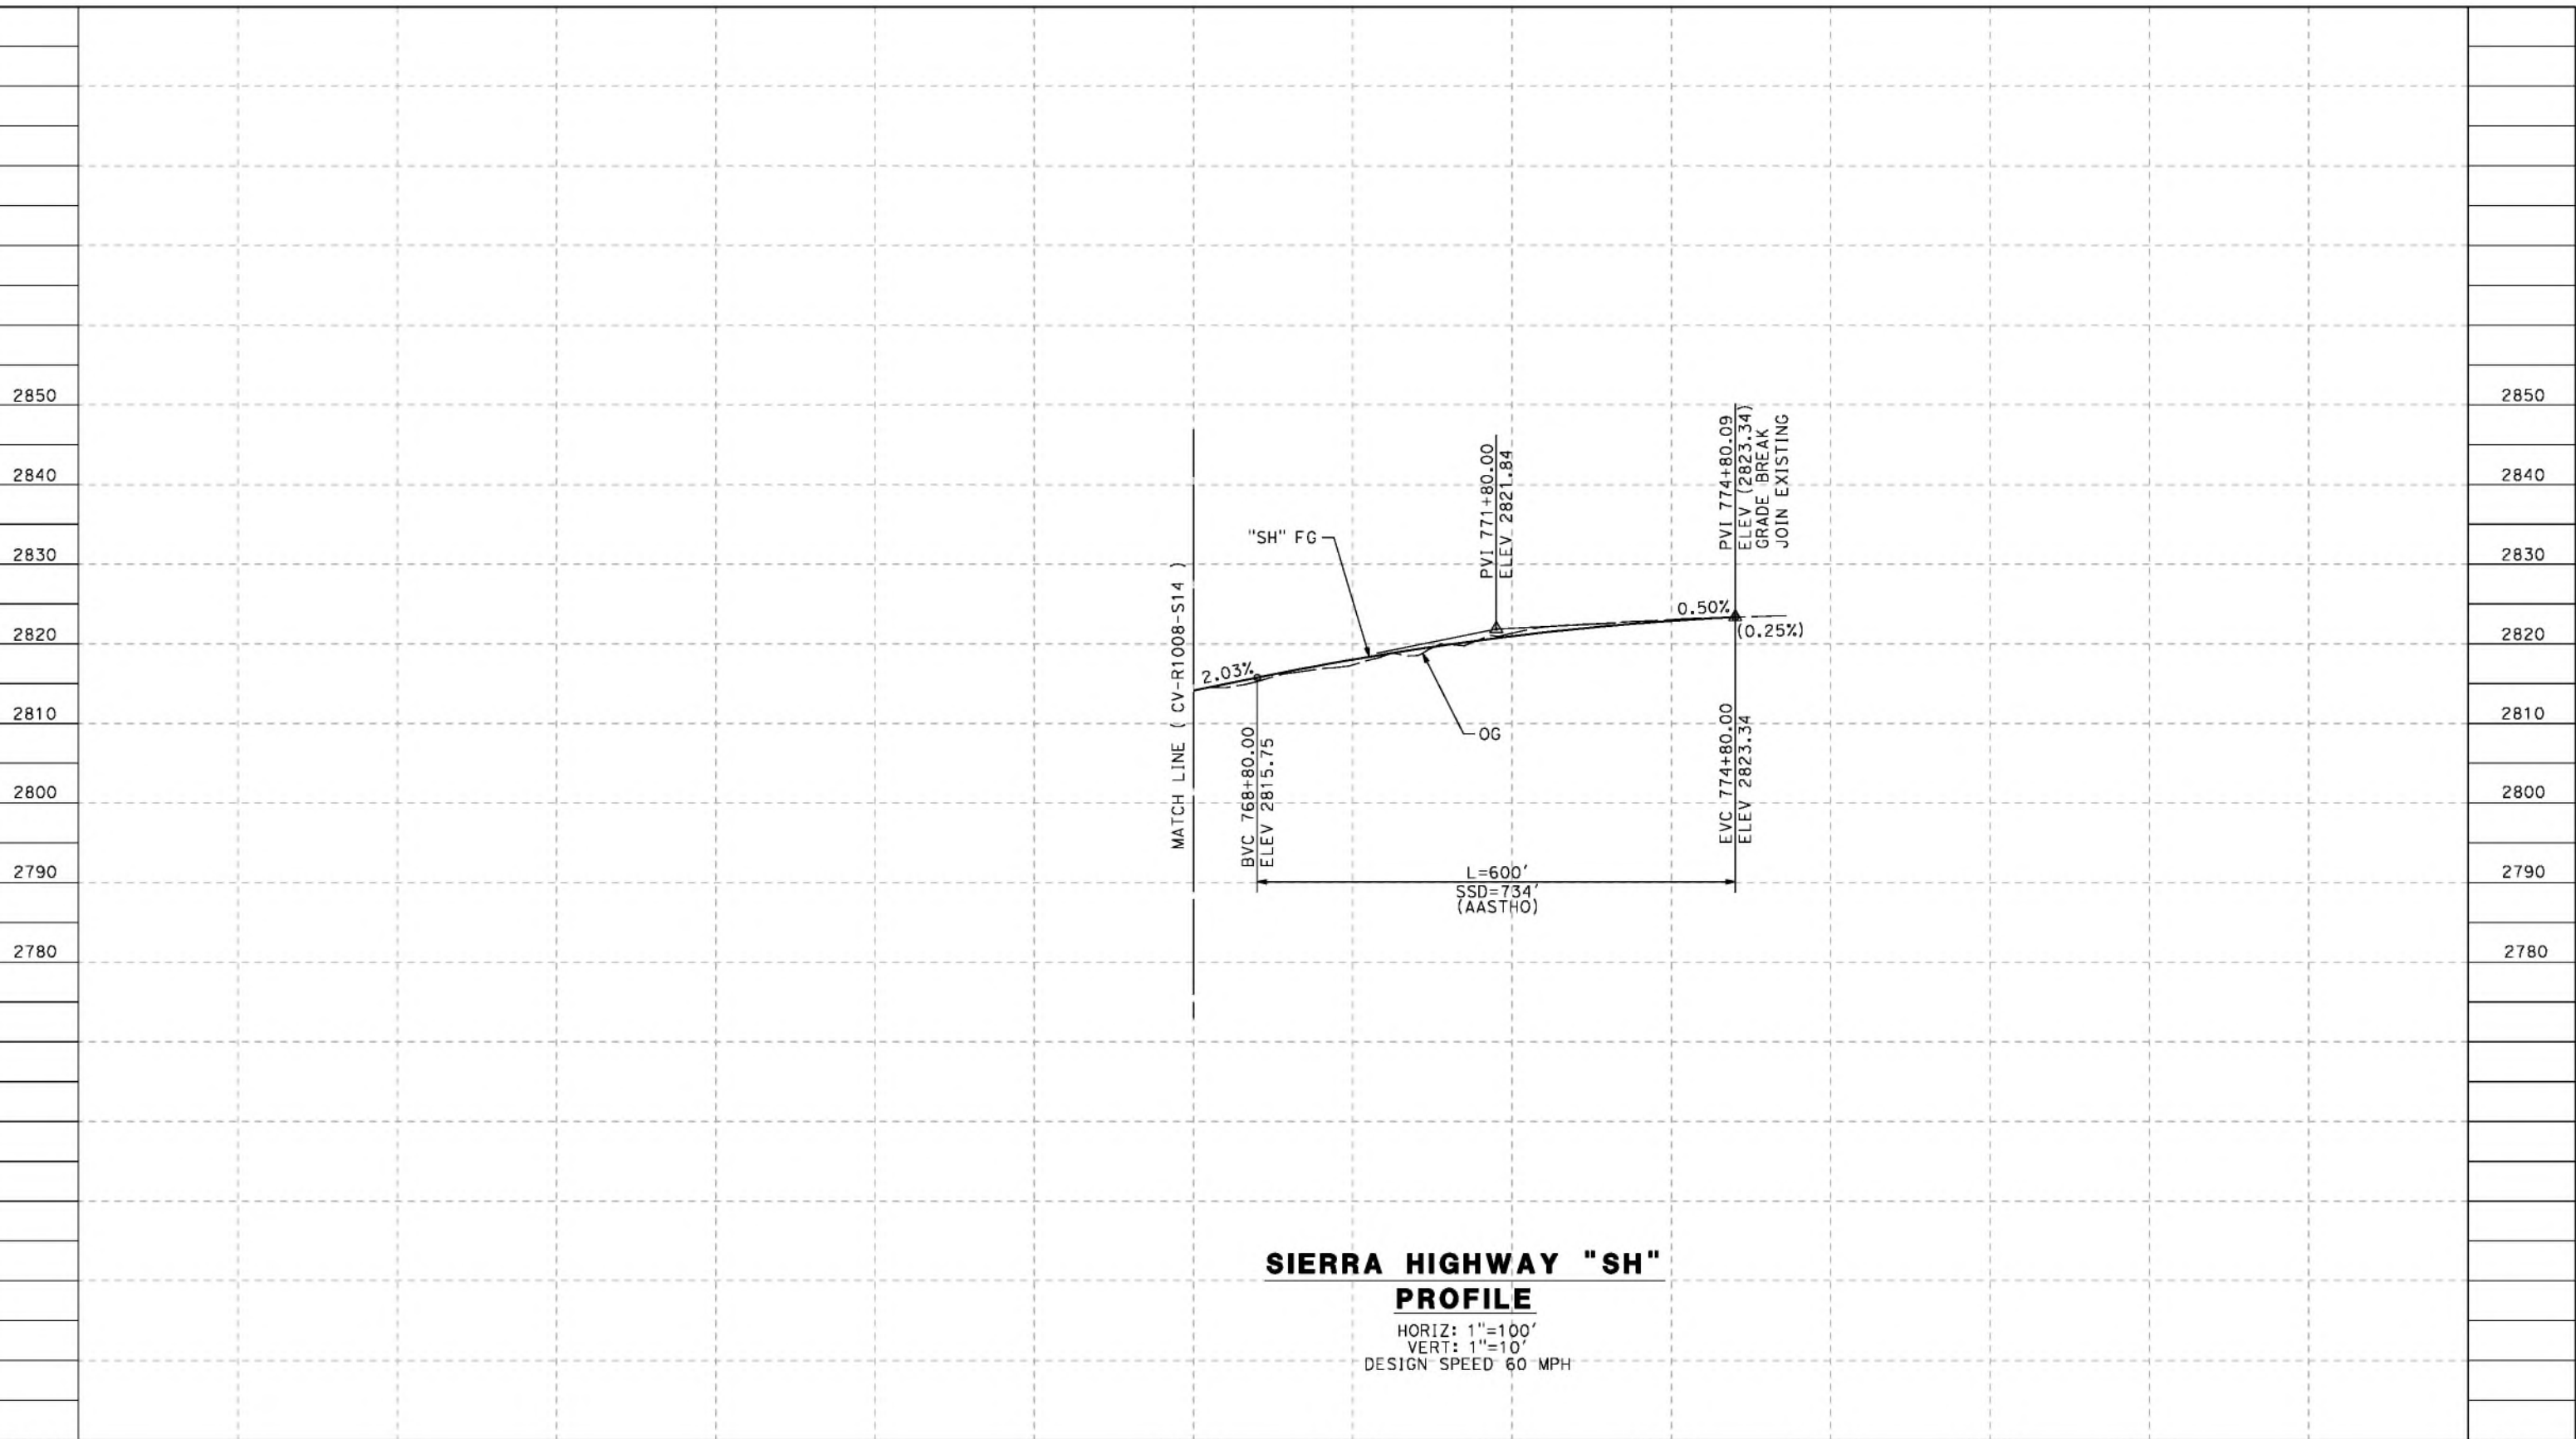 2850
2840
2830
2820
2810
2800
2790
2780
MATCH LINE ( CV-R1008-S14 )
"SH" FG
2.03%
BVC 768+80.00
ELEV 2815.75
PVI 771+80.00
ELEV 2821.84
OG
0.50%
(0.25%)
PVI 774+80.09
ELEV (2823.34)
GRADE BREAK
JOIN EXISTING
EVC 774+80.00
ELEV 2823.34
L=600'
SSD=734'
(AASTHO)
2850
2840
2830
2820
2810
2800
2790
2780
SIERRA HIGHWAY "SH"
PROFILE
HORIZ: 1"=100'
VERT: 1"=10'
DESIGN SPEED 60 MPH